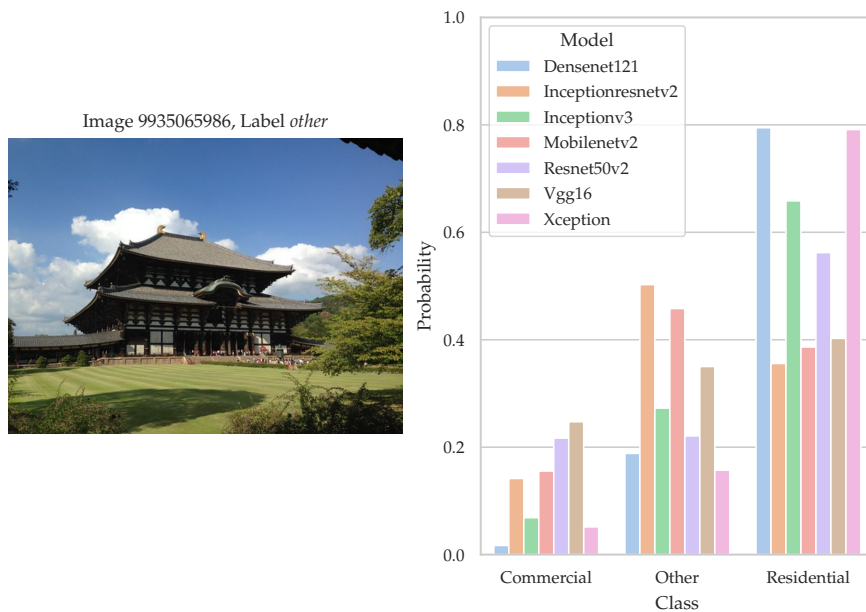 Image 9935065986, Label other
Model
Densenet121
Inceptionresnetv2
Inceptionv3
Mobilenetv2
Resnet50v2
Vgg16
Xception
Probability
1.0
0.8
0.6
0.4
0.2
0.0
Commercial Other Residential
Class